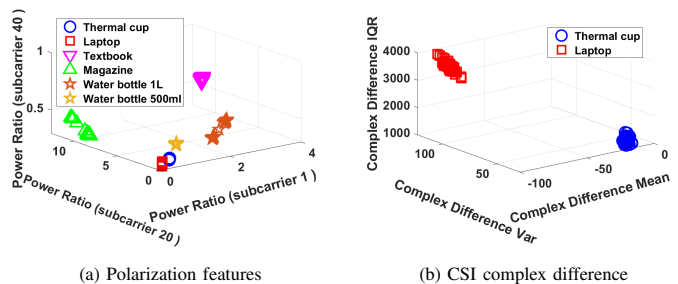 Power Ratio (subcarrier 40 )
1
0.5
Thermal cup
Laptop
Textbook
Magazine
Water bottle 1L
Water bottle 500ml
10
5
0
0
2
4
Power Ratio (subcarrier 20 )
Power Ratio (subcarrier 1 )
(a) Polarization features
Complex Difference IQR
4000
3000
2000
1000
Thermal cup
Laptop
100
50
-100
0
Complex Difference Var
Complex Difference Mean
(b) CSI complex difference